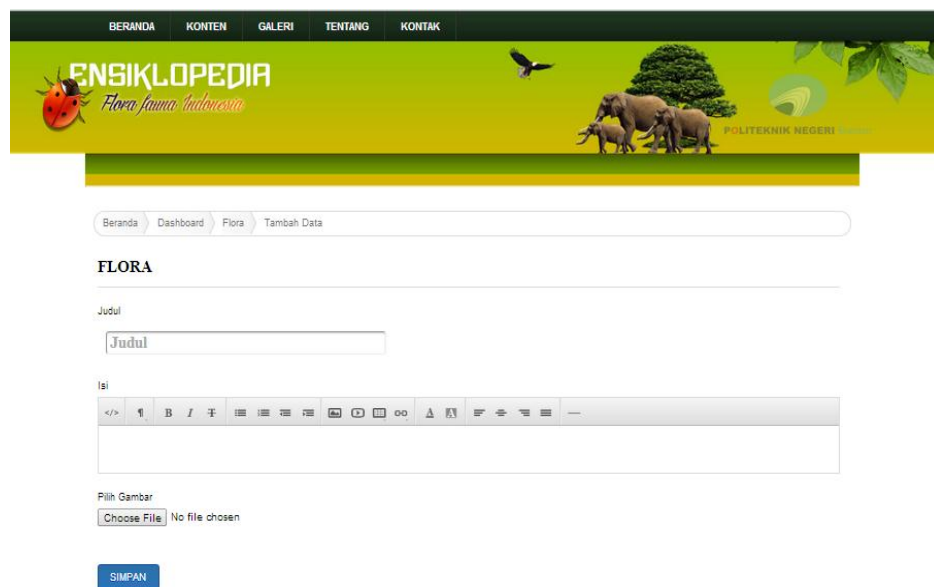 BERANDA KONTEN GALERI TENTANG KONTAK
ENSIKLOPEDIA
Flora fauna Indonesia
POLITEKNIK NEGERI
Beranda Dashboard Flora Tambah Data
FLORA
Judul
Judul
Isi
</> ¶ B I T A A
Pilih Gambar
Choose File No file chosen
SIMPAN